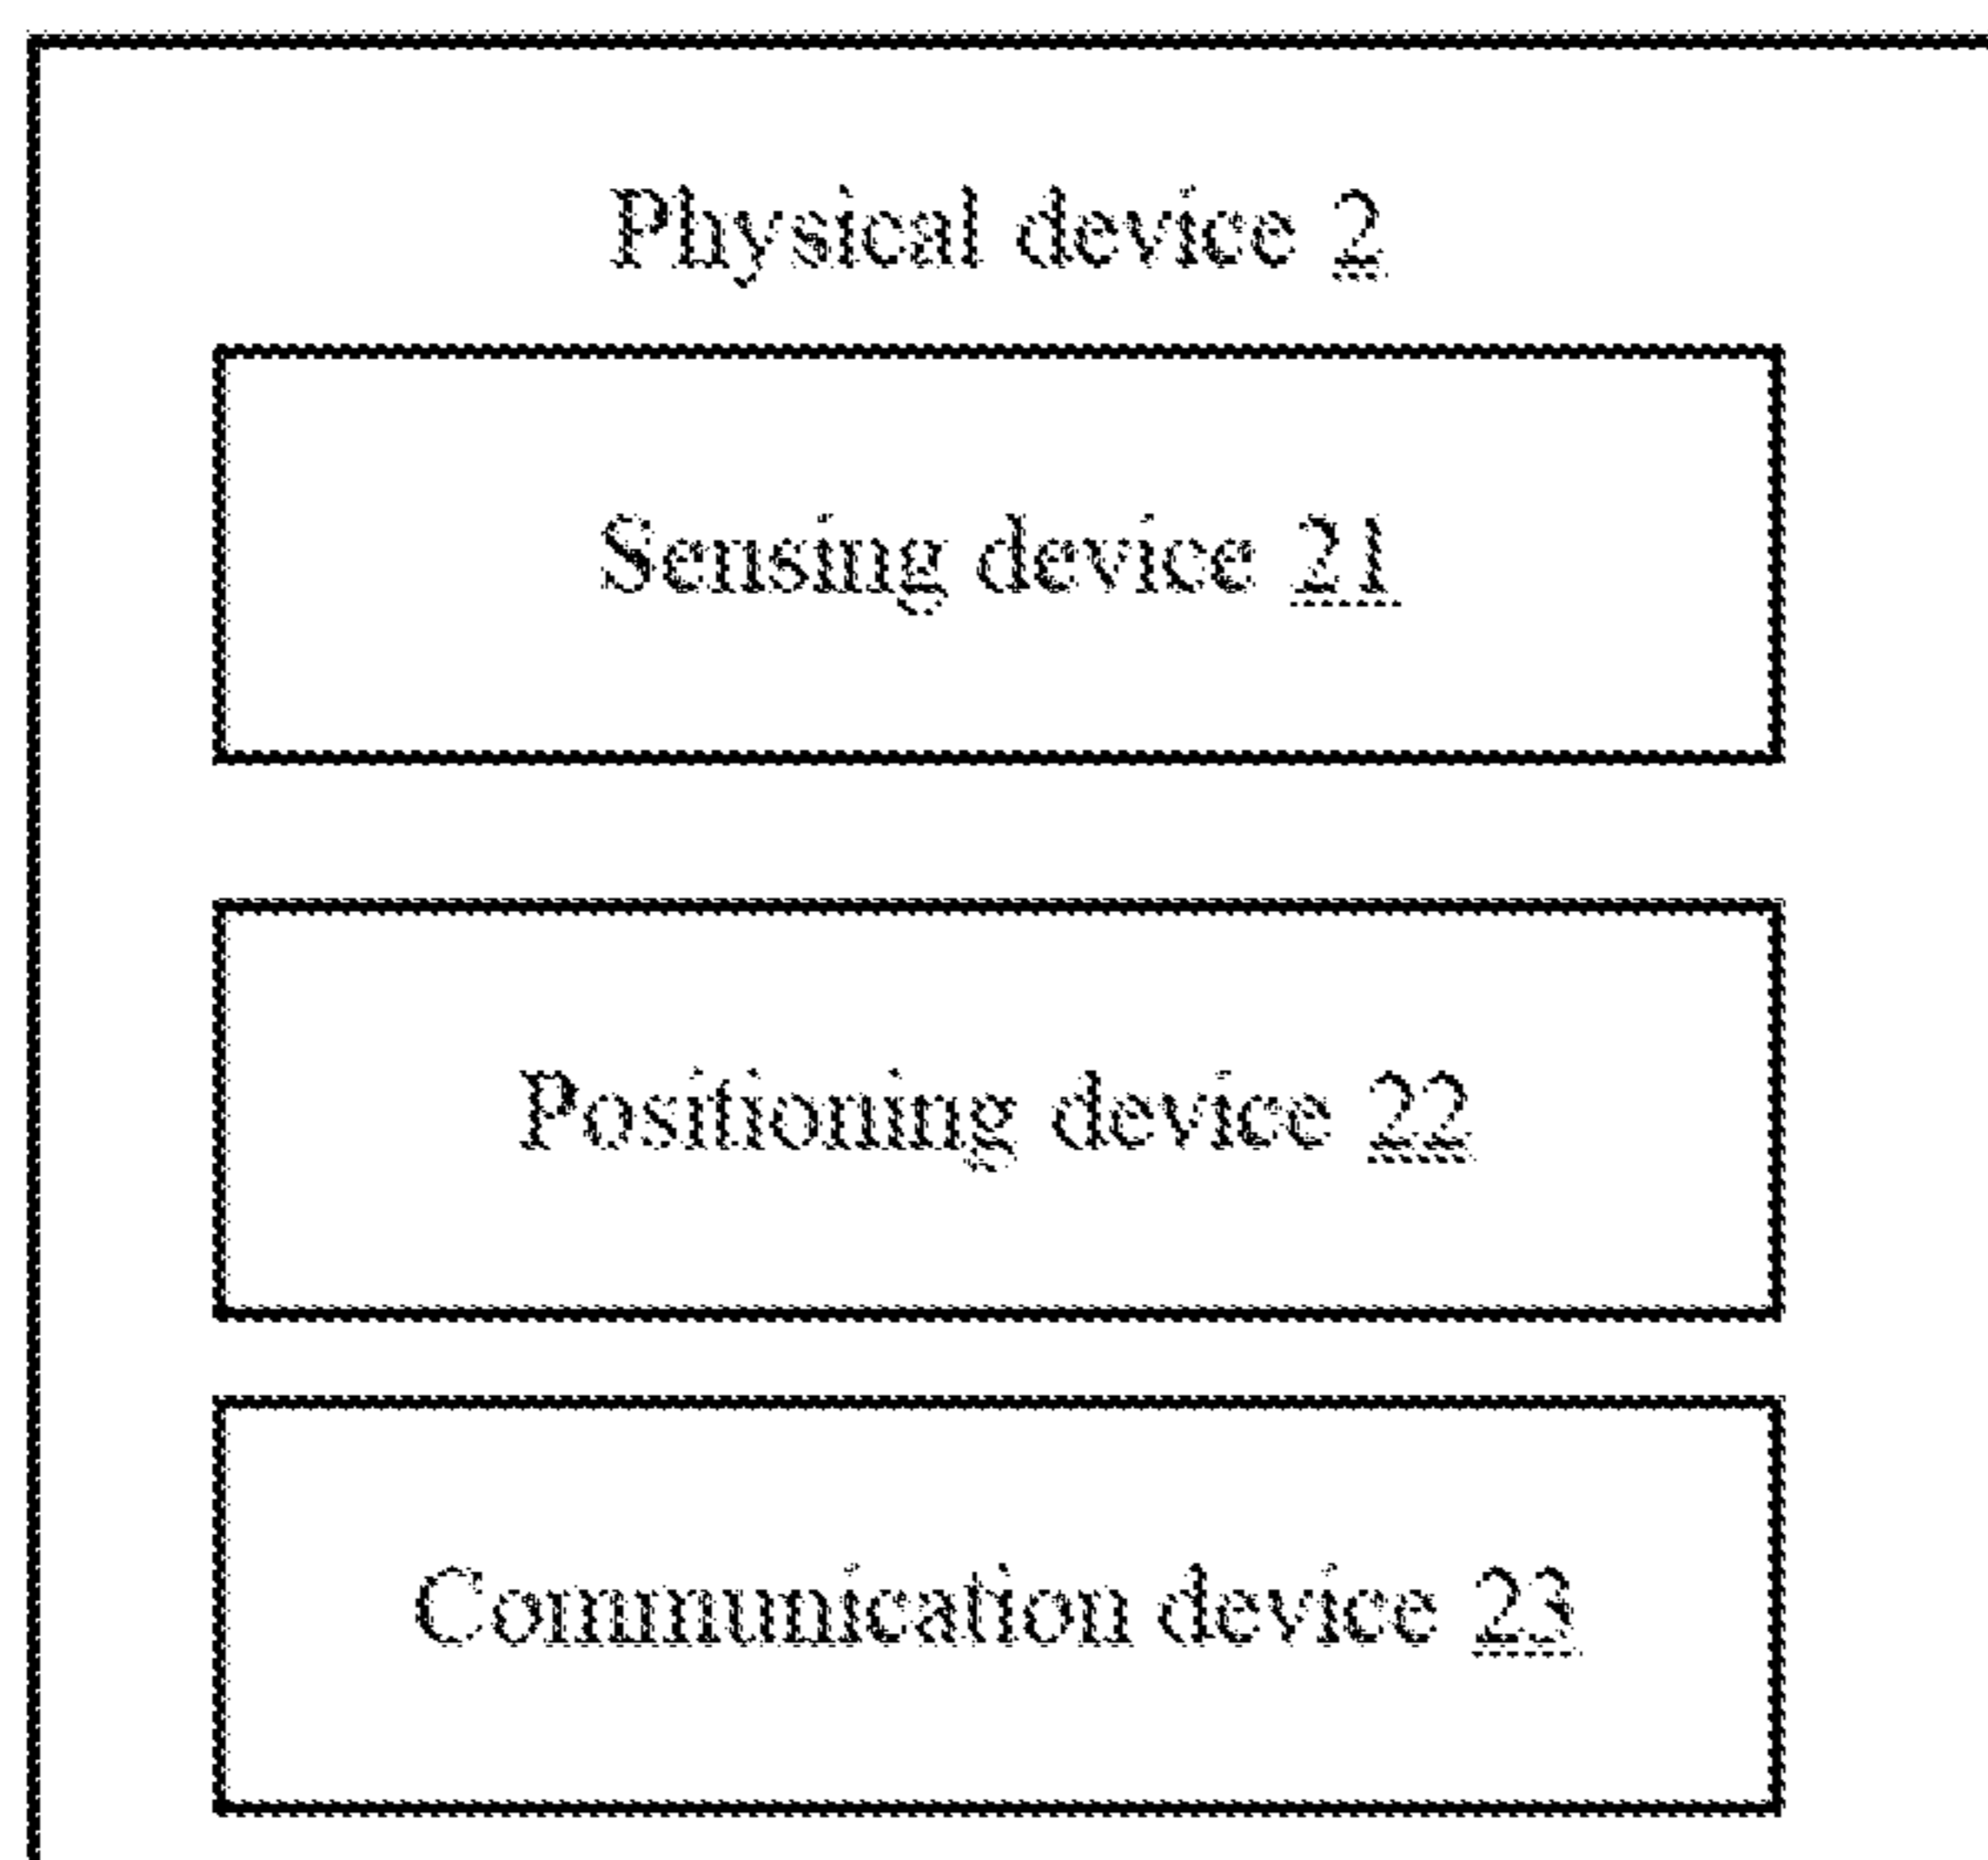 Physical device 2
Sensing device 21
Positioning device 22
Communication device 23